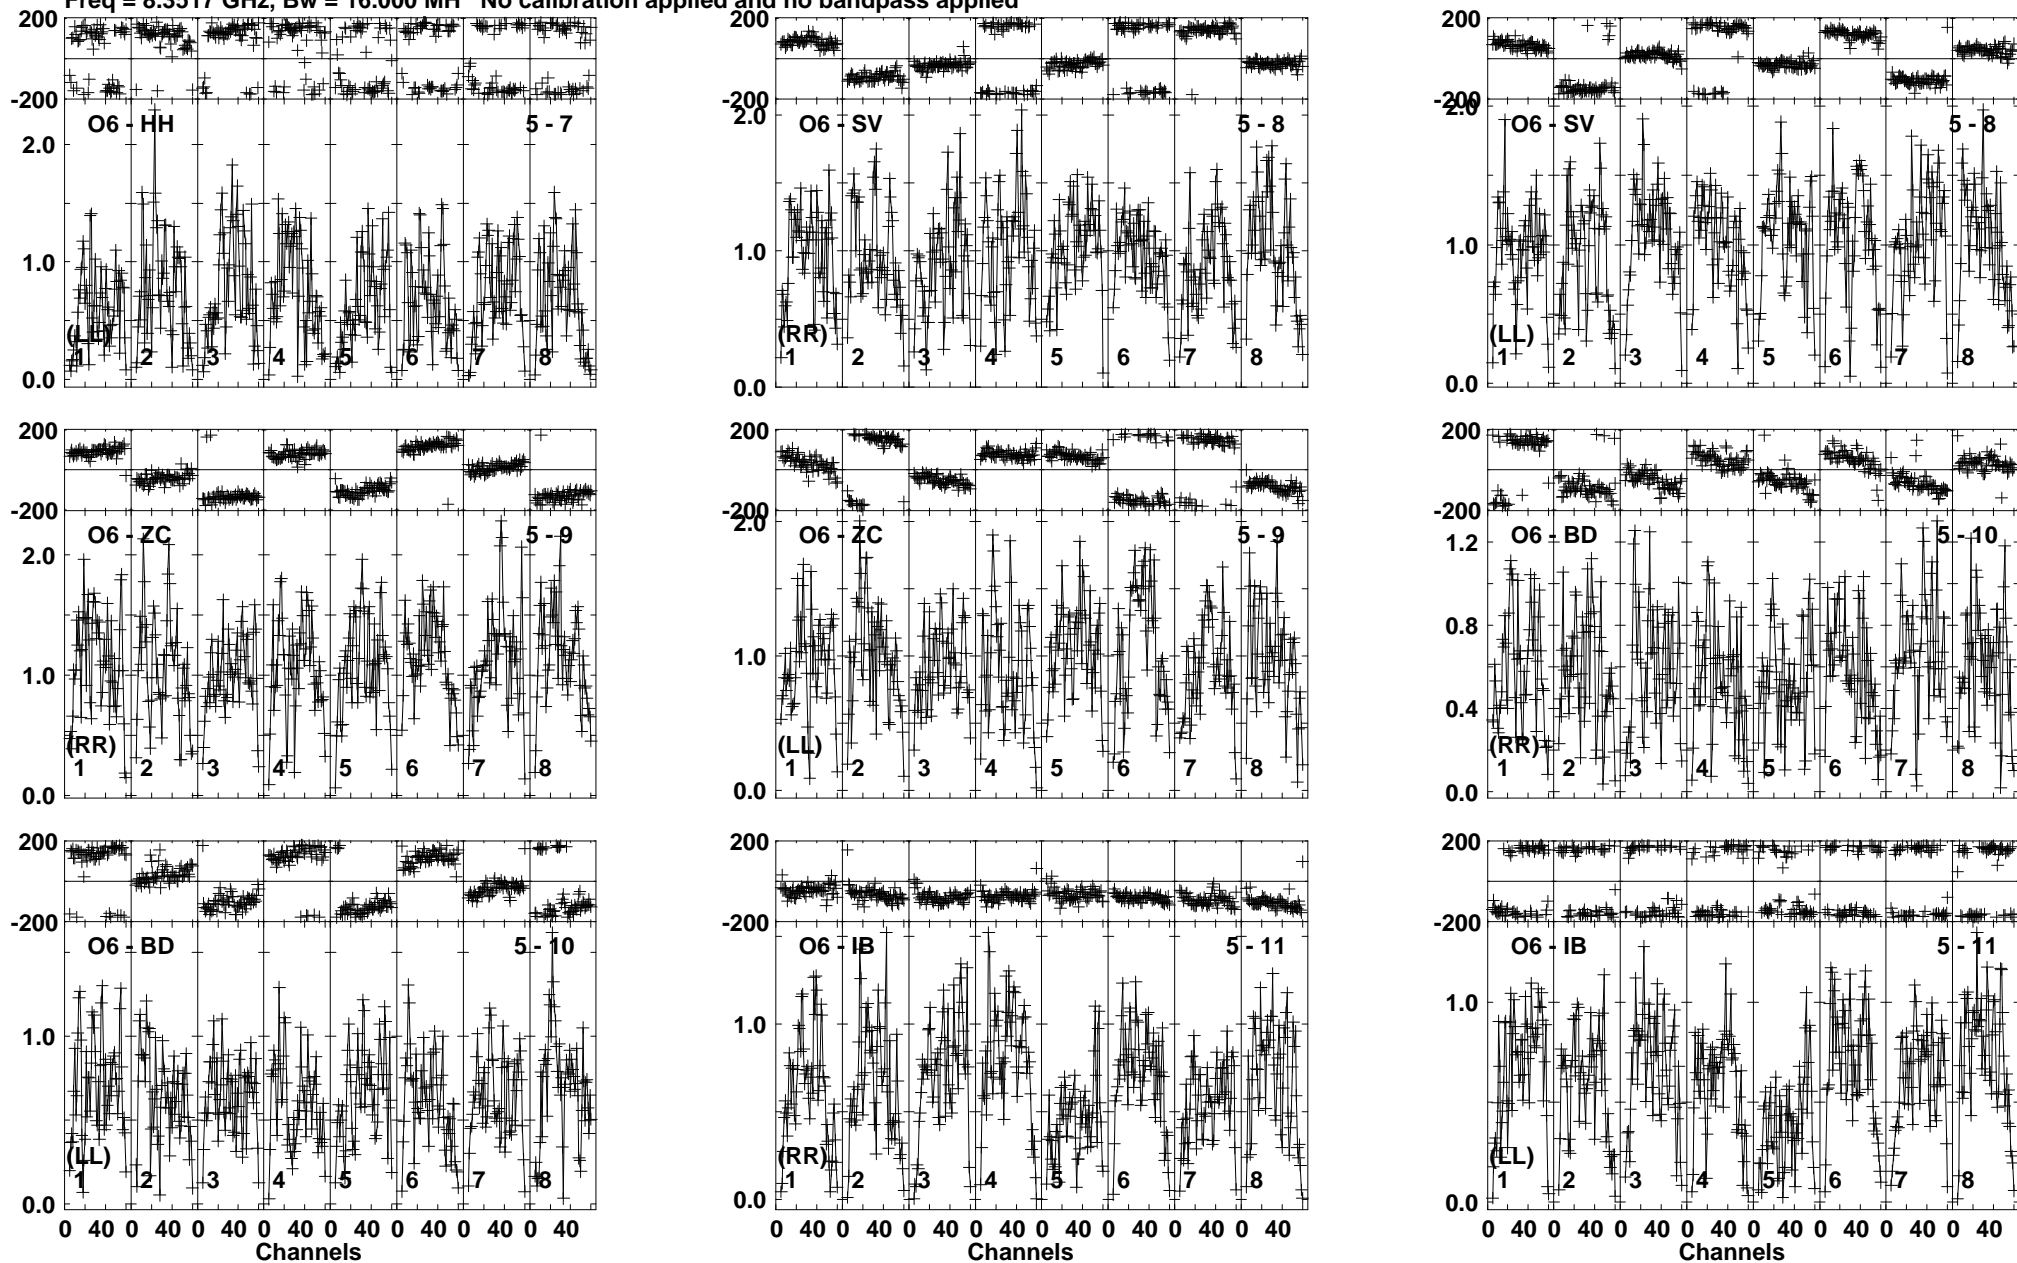 Freq = 8.3517 GHz, Bw = 16.000 MH No calibration applied and no bandpass applied
200
-200
O6 - HH 5 - 7
2.0
1.0
0.0
(LL)
1 2 3 4 5 6 7 8
200
-200
O6 - SV 5 - 8
2.0
1.0
0.0
(RR)
1 2 3 4 5 6 7 8
200
-200
O6 - SV 5 - 8
2.0
1.0
0.0
(LL)
1 2 3 4 5 6 7 8
200
-200
O6 - ZC 5 - 9
2.0
1.0
0.0
(RR)
1 2 3 4 5 6 7 8
200
-200
O6 - ZC 5 - 9
2.0
1.0
0.0
(LL)
1 2 3 4 5 6 7 8
200
-200
O6 - BD 5 - 10
1.2
0.8
0.4
0.0
(RR)
1 2 3 4 5 6 7 8
200
-200
O6 - BD 5 - 10
1.0
0.0
(LL)
1 2 3 4 5 6 7 8
0 40 0 40 0 40 0 40 0 40 0 40 0 40 0 40
Channels
200
-200
O6 - IB 5 - 11
1.0
0.0
(RR)
1 2 3 4 5 6 7 8
0 40 0 40 0 40 0 40 0 40 0 40 0 40 0 40
Channels
200
-200
O6 - IB 5 - 11
1.0
0.0
(LL)
1 2 3 4 5 6 7 8
0 40 0 40 0 40 0 40 0 40 0 40 0 40 0 40
Channels